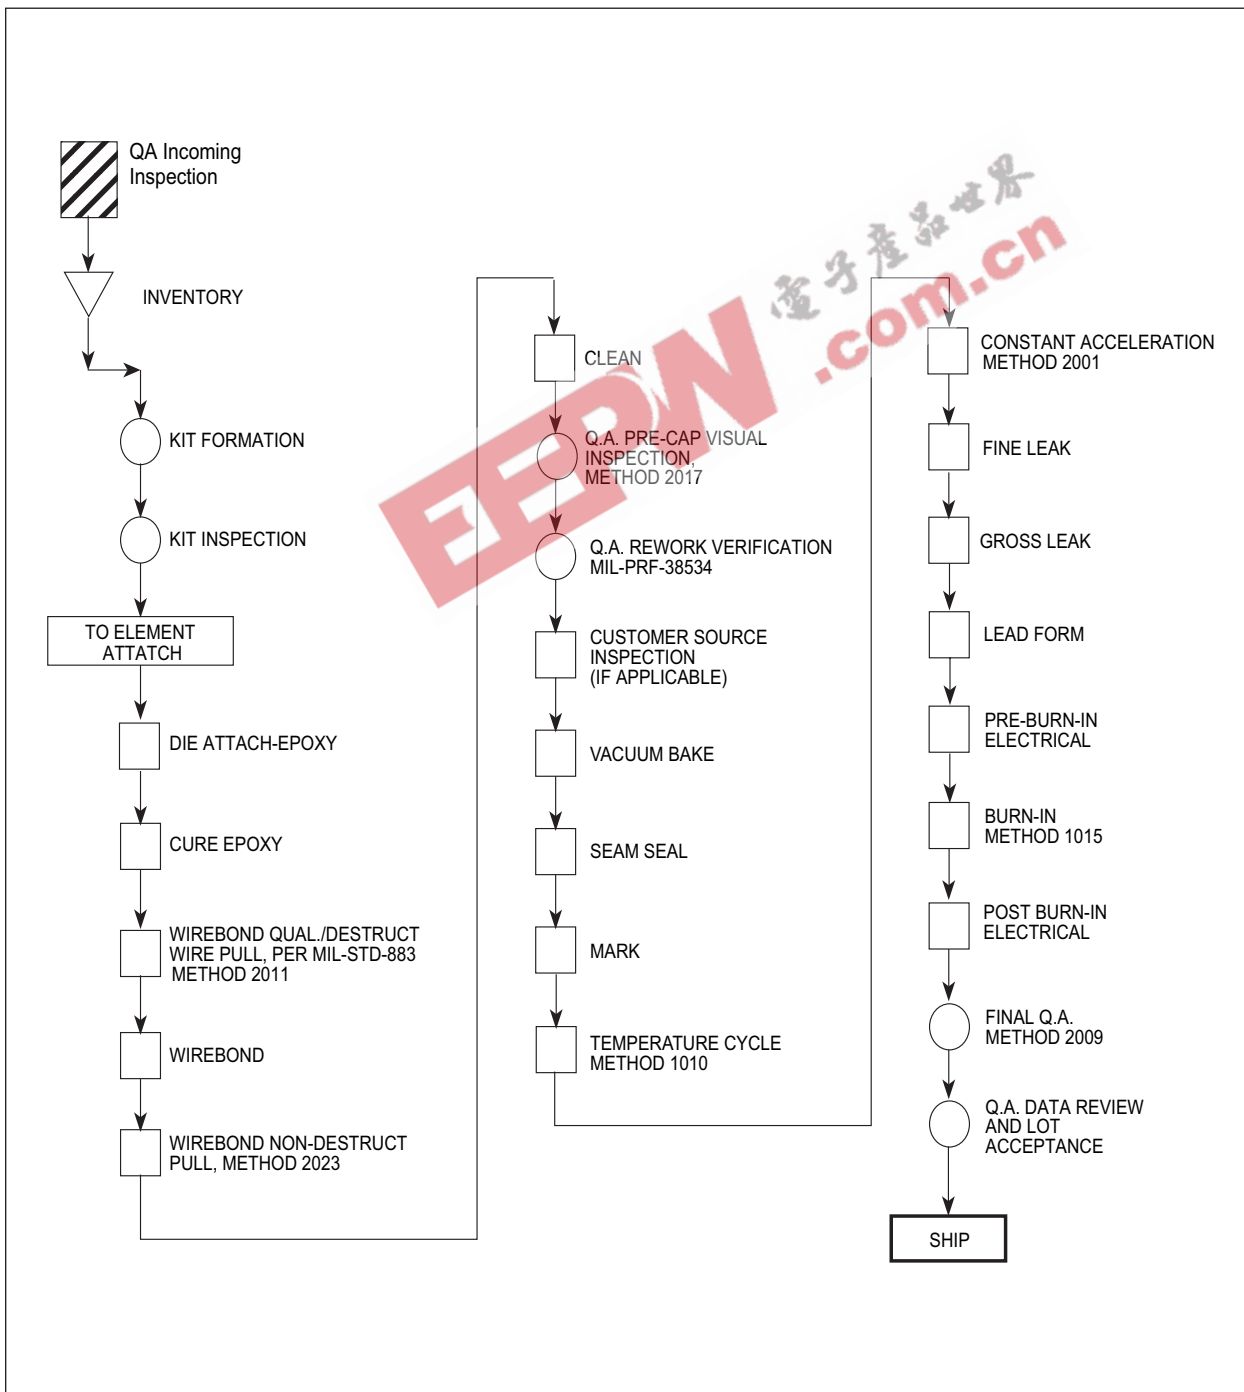 QA Incoming
Inspection
INVENTORY
KIT FORMATION
KIT INSPECTION
TO ELEMENT
ATTATCH
DIE ATTACH-EPOXY
CURE EPOXY
WIREBOND QUAL./DESTRUCT
WIRE PULL, PER MIL-STD-883
METHOD 2011
WIREBOND
WIREBOND NON-DESTRUCT
PULL, METHOD 2023
CLEAN
Q.A. PRE-CAP VISUAL
INSPECTION,
METHOD 2017
Q.A. REWORK VERIFICATION
MIL-PRF-38534
CUSTOMER SOURCE
INSPECTION
(IF APPLICABLE)
VACUUM BAKE
SEAM SEAL
MARK
TEMPERATURE CYCLE
METHOD 1010
CONSTANT ACCELERATION
METHOD 2001
FINE LEAK
GROSS LEAK
LEAD FORM
PRE-BURN-IN
ELECTRICAL
BURN-IN
METHOD 1015
POST BURN-IN
ELECTRICAL
FINAL Q.A.
METHOD 2009
Q.A. DATA REVIEW
AND LOT
ACCEPTANCE
SHIP
EEPW
電子產品世界
.com.cn